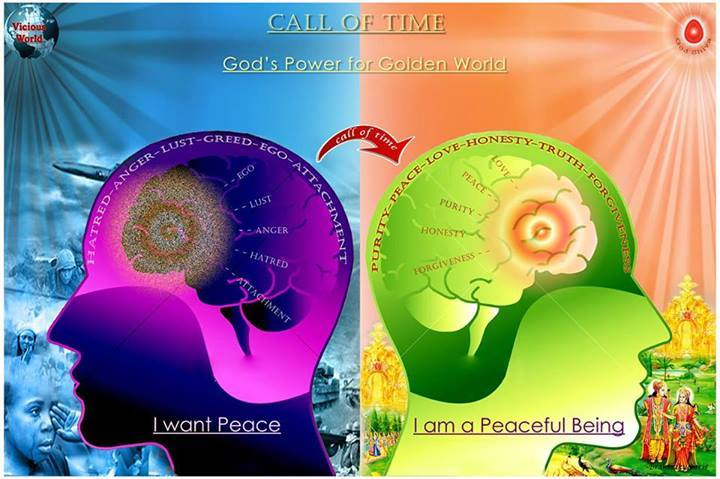 CALL OF TIME
God's Power for Golden World
Vicious
World
God Shiva
call of time
HATRED-ANGER-LUST-GREED-EGO-ATTACHMENT
EGO
LUST
ANGER
HATRED
ATTACHMENT
I want Peace
PURITY-PEACE-LOVE-HONESTY-TRUTH-FORGIVENESS
LOVE
PEACE
PURITY
HONESTY
FORGIVENESS
I am a Peaceful Being